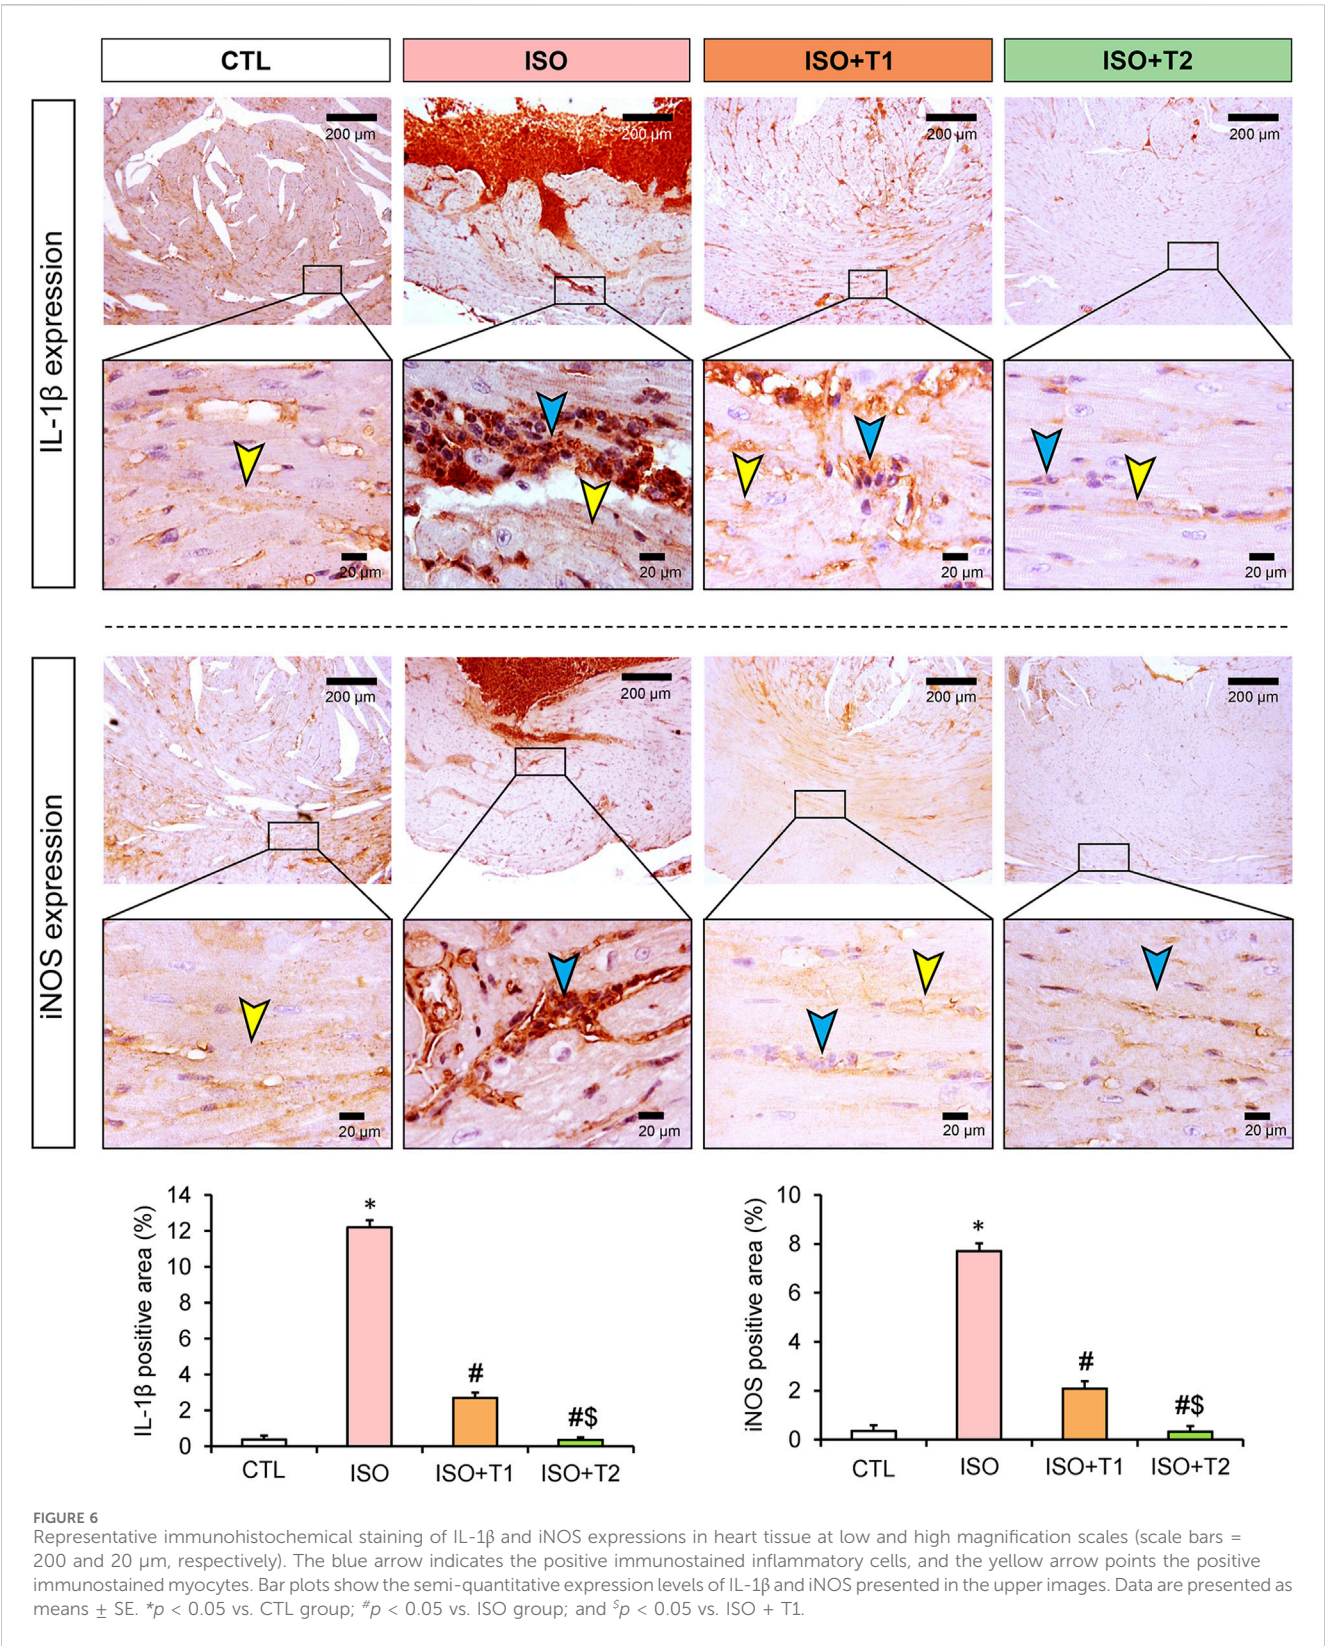 CTL
ISO
ISO+T1
ISO+T2
IL-1β expression
200 µm
200 µm
200 µm
200 µm
20 µm
20 µm
20 µm
20 µm
iNOS expression
200 µm
200 µm
200 µm
200 µm
20 µm
20 µm
20 µm
20 µm
IL-1β positive area (%)
14
12
10
8
6
4
2
0
*
#
#$
CTL
ISO
ISO+T1
ISO+T2
iNOS positive area (%)
10
8
6
4
2
0
*
#
#$
CTL
ISO
ISO+T1
ISO+T2
FIGURE 6
Representative immunohistochemical staining of IL-1β and iNOS expressions in heart tissue at low and high magnification scales (scale bars =
200 and 20 µm, respectively). The blue arrow indicates the positive immunostained inflammatory cells, and the yellow arrow points the positive
immunostained myocytes. Bar plots show the semi-quantitative expression levels of IL-1β and iNOS presented in the upper images. Data are presented as
means ± SE. *p < 0.05 vs. CTL group; #p < 0.05 vs. ISO group; and $p < 0.05 vs. ISO + T1.